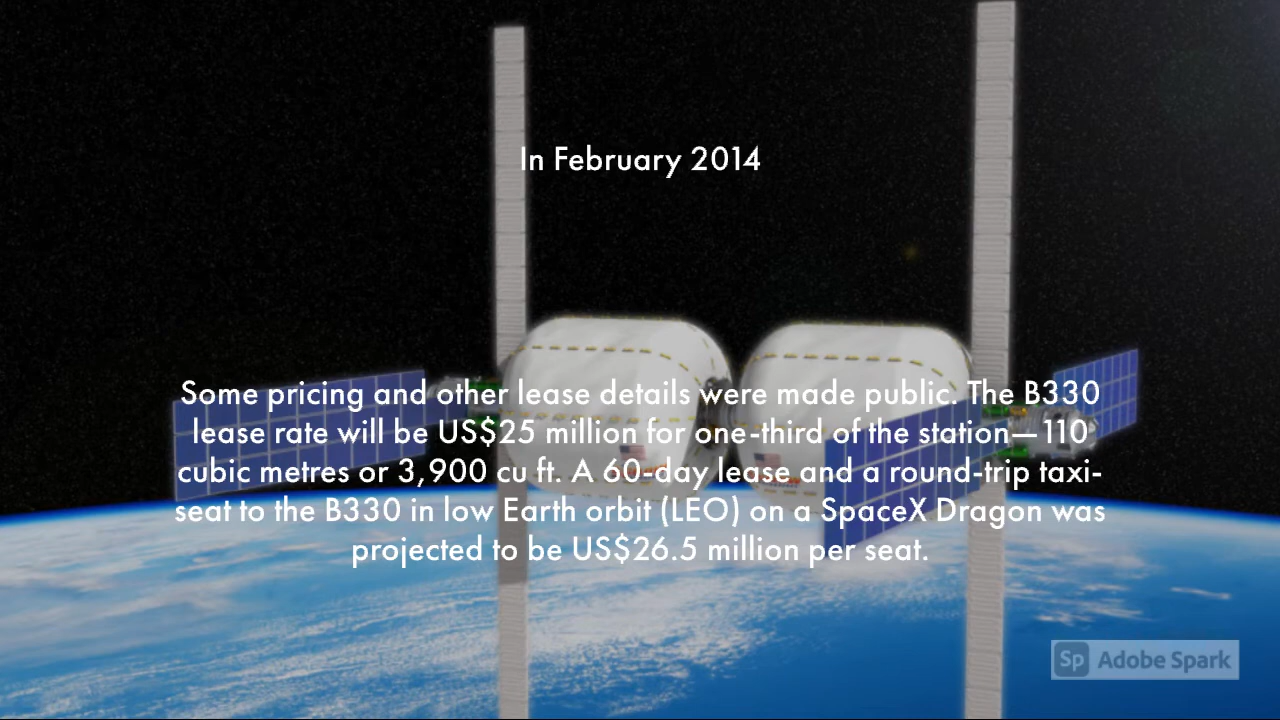 In February 2014
Some pricing and other lease details were made public. The B330
lease rate will be US$25 million for one-third of the station—110
cubic metres or 3,900 cu ft. A 60-day lease and a round-trip taxi-
seat to the B330 in low Earth orbit (LEO) on a SpaceX Dragon was
projected to be US$26.5 million per seat.
Sp Adobe Spark